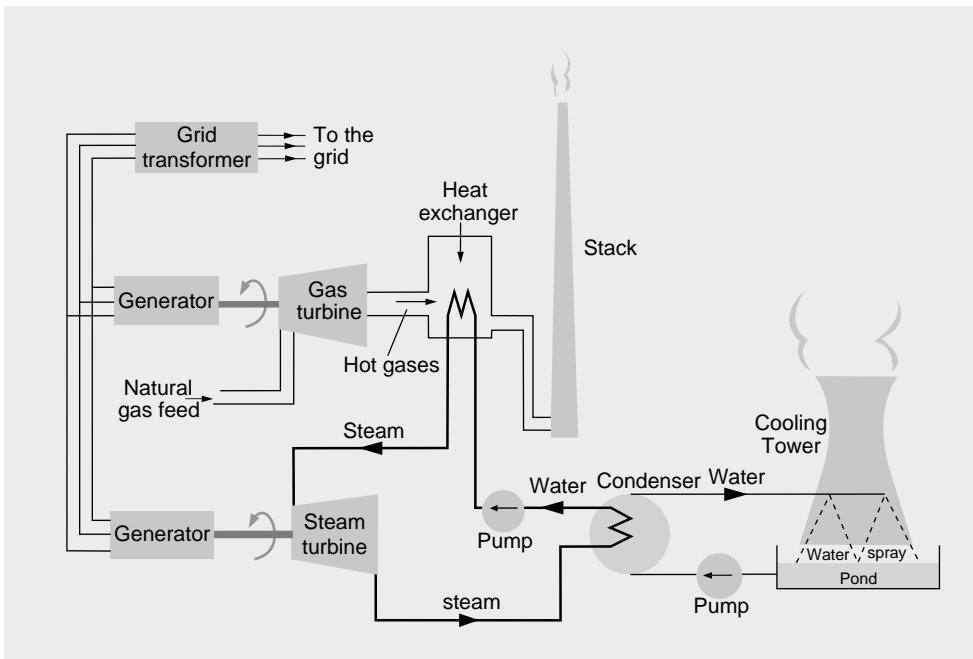 Grid
transformer
To the
grid
Heat
exchanger
Stack
Generator
Gas
turbine
Hot gases
Natural
gas feed
Steam
Cooling
Tower
Water
Condenser
Water
Generator
Steam
turbine
Pump
Water
spray
Pond
steam
Pump